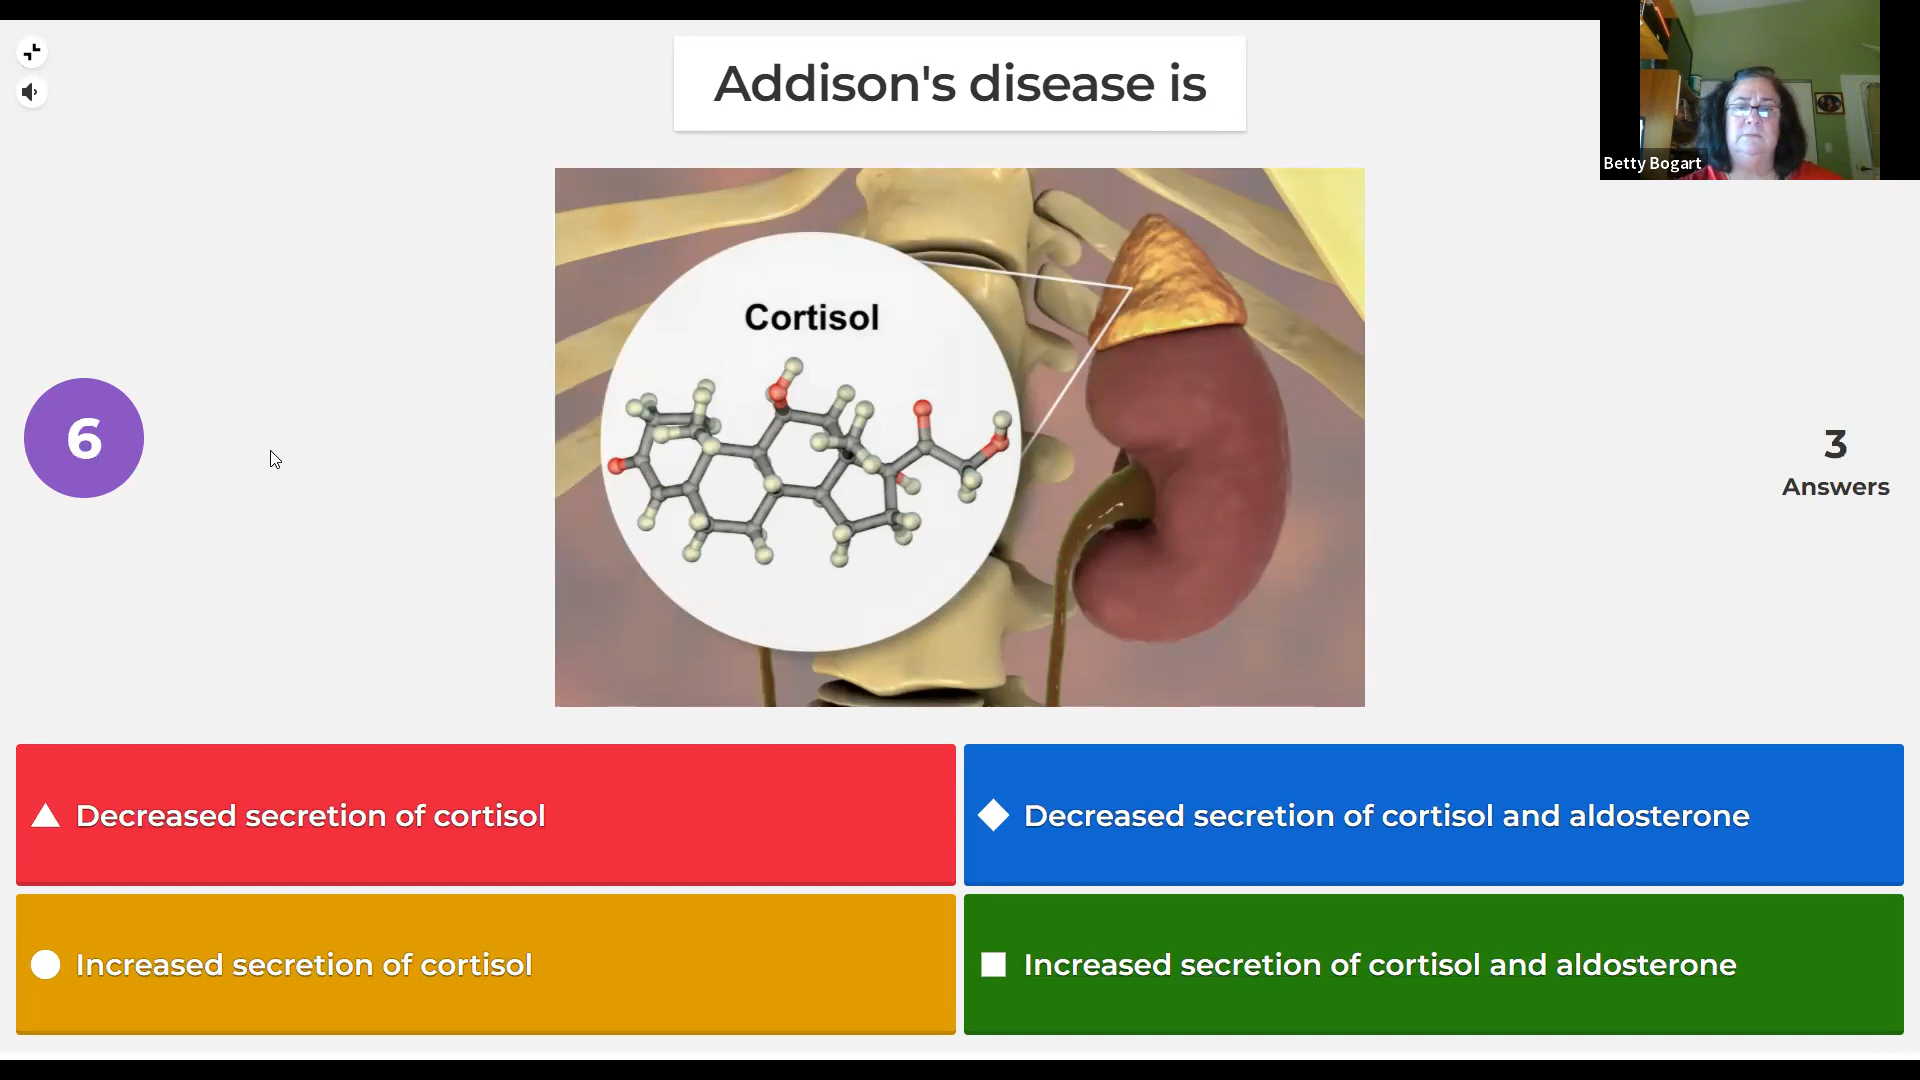 Addison's disease is
Betty Bogart
Cortisol
6
3
Answers
Decreased secretion of cortisol
Decreased secretion of cortisol and aldosterone
Increased secretion of cortisol
Increased secretion of cortisol and aldosterone